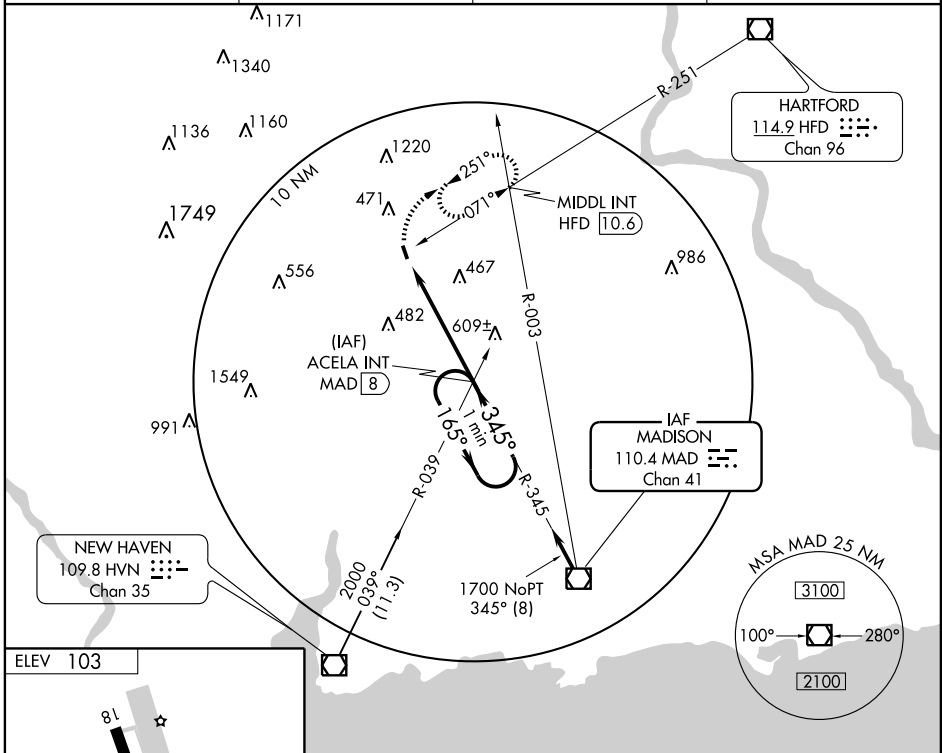 1171
1340
1136
1160
1220
10 NM
471
1749
556
482
467
609±
986
1549
991
R-251
HARTFORD
114.9 HFD
Chan 96
251°
071°
MIDDL INT
HFD 10.6
R-003
(IAF)
ACELA INT
MAD 8
345°
1 min
165°
R-039
R-345
IAF
MADISON
110.4 MAD
Chan 41
NEW HAVEN
109.8 HVN
Chan 35
2000
039°
(11.3)
1700 NoPT
345° (8)
MSA MAD 25 NM
3100
100°
280°
2100
ELEV 103
18